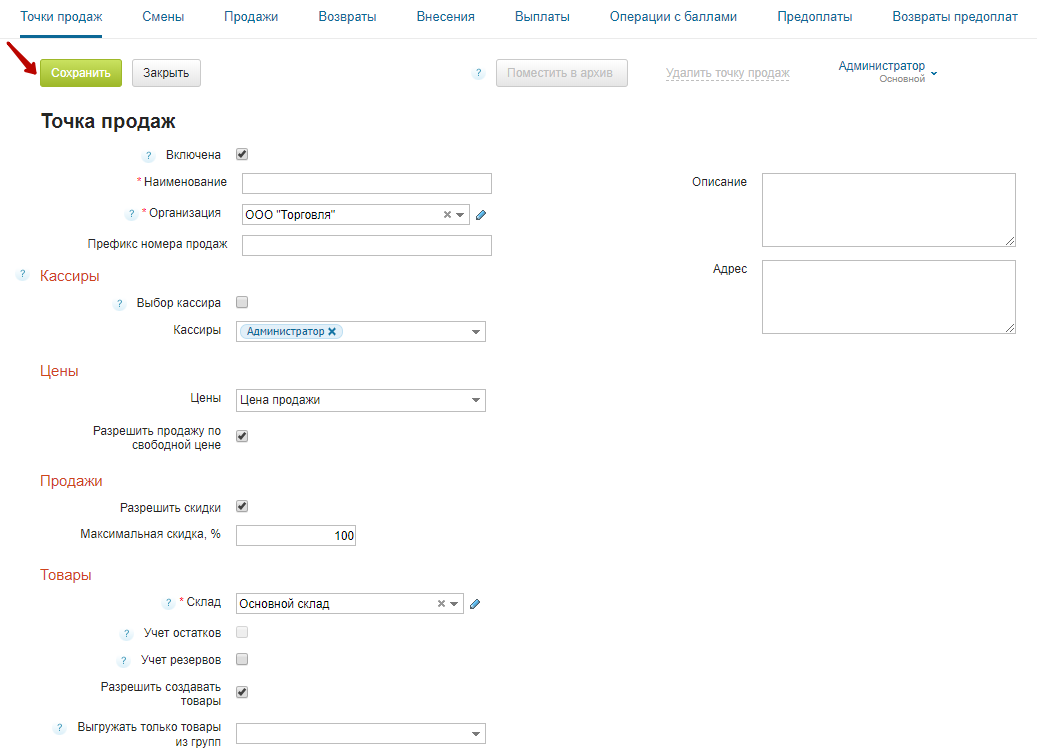 Точки продаж Смены Продажи Возвраты Внесения Выплаты Операции с баллами Предоплаты Возвраты предоплат
Сохранить Закрыть ? Поместить в архив Удалить точку продаж Администратор
Основной
Точка продаж
? Включена
* Наименование
Описание
? * Организация ООО "Торговля"
Префикс номера продаж
Адрес
? Кассиры
? Выбор кассира
Кассиры Администратор
Цены
Цены Цена продажи
Разрешить продажу по
свободной цене
Продажи
Разрешить скидки
Максимальная скидка, % 100
Товары
? * Склад Основной склад
? Учет остатков
? Учет резервов
Разрешить создавать
товары
? Выгружать только товары
из групп